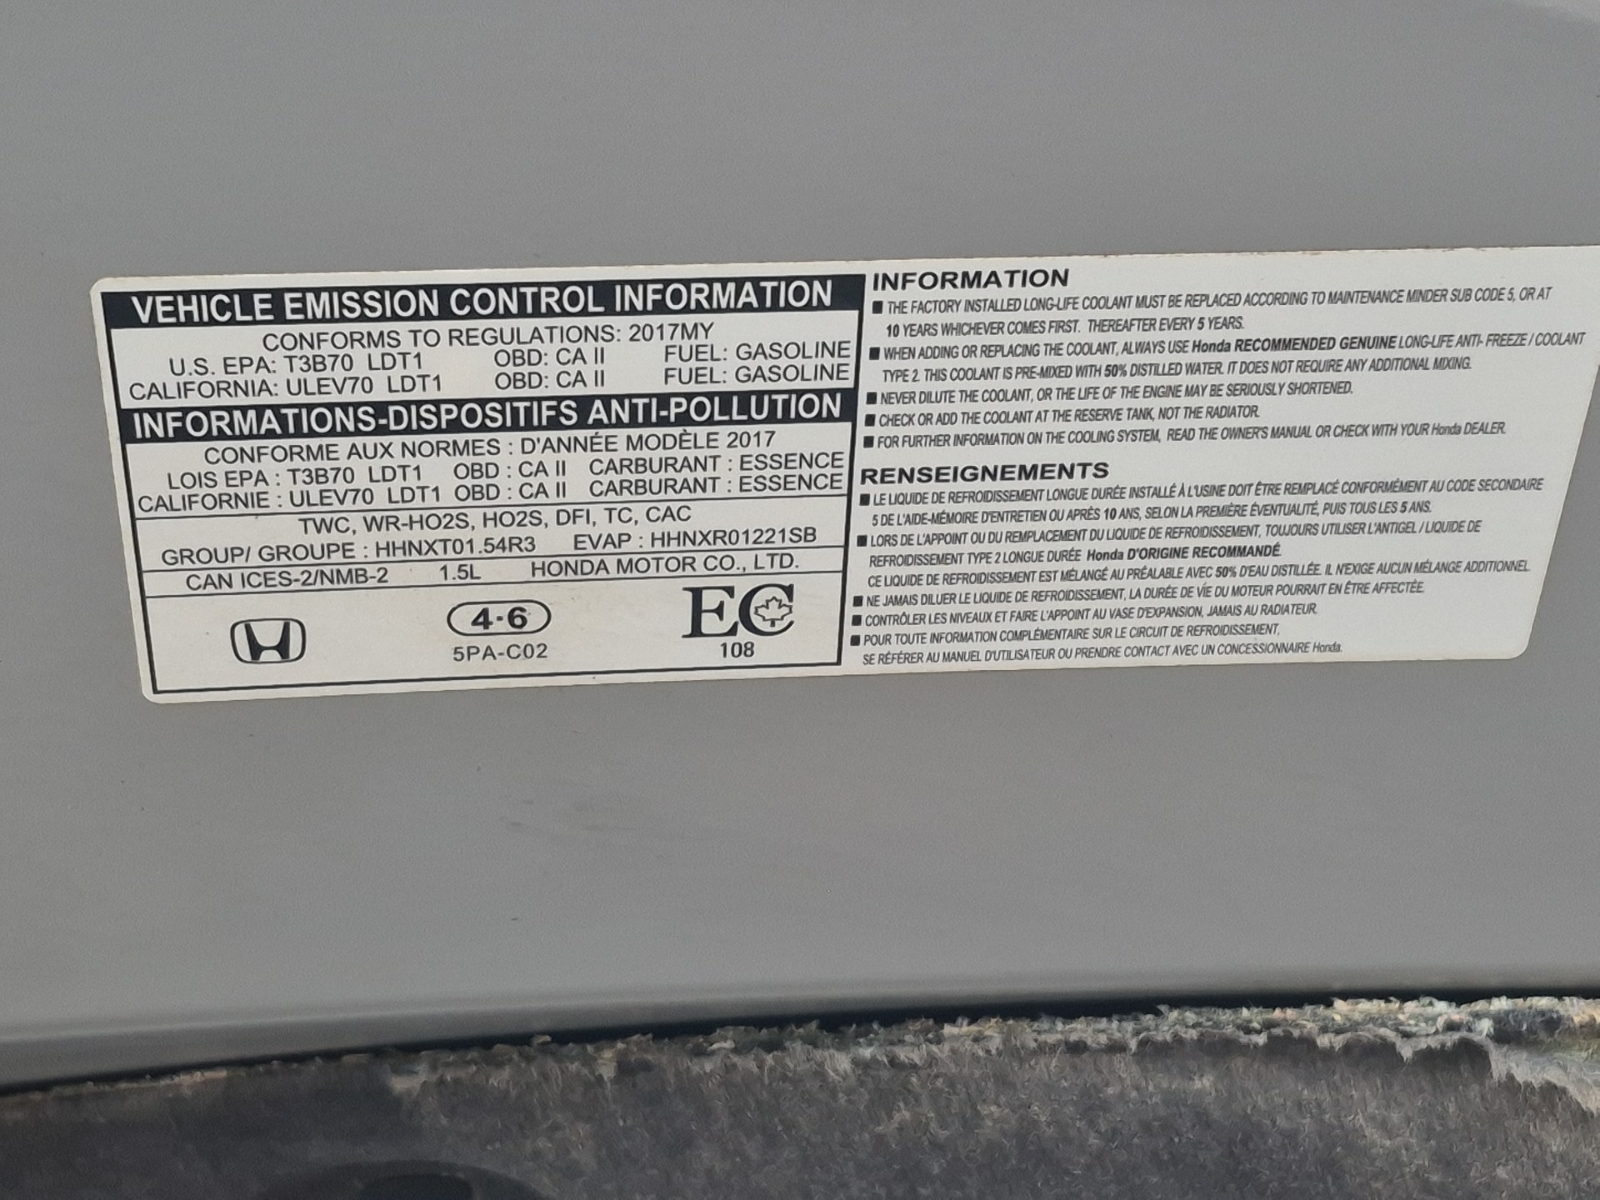 VEHICLE EMISSION CONTROL INFORMATION
CONFORMS TO REGULATIONS: 2017MY
U.S. EPA: T3B70 LDT1 OBD: CA II FUEL: GASOLINE
CALIFORNIA: ULEV70 LDT1 OBD: CA II FUEL: GASOLINE
INFORMATIONS-DISPOSITIFS ANTI-POLLUTION
CONFORME AUX NORMES : D'ANNÉE MODÈLE 2017
LOIS EPA : T3B70 LDT1 OBD : CA II CARBURANT : ESSENCE
CALIFORNIE : ULEV70 LDT1 OBD : CA II CARBURANT : ESSENCE
TWC, WR-HO2S, HO2S, DFI, TC, CAC
GROUP/ GROUPE : HHNXT01.54R3 EVAP : HHNXR01221SB
CAN ICES-2/NMB-2 1.5L HONDA MOTOR CO., LTD.
4-6
5PA-C02
EC
108
INFORMATION
■ THE FACTORY INSTALLED LONG-LIFE COOLANT MUST BE REPLACED ACCORDING TO MAINTENANCE MINDER SUB CODE 5, OR AT
10 YEARS WHICHEVER COMES FIRST. THEREAFTER EVERY 5 YEARS.
■ WHEN ADDING OR REPLACING THE COOLANT, ALWAYS USE Honda RECOMMENDED GENUINE LONG-LIFE ANTI- FREEZE / COOLANT
TYPE 2. THIS COOLANT IS PRE-MIXED WITH 50% DISTILLED WATER. IT DOES NOT REQUIRE ANY ADDITIONAL MIXING.
■ NEVER DILUTE THE COOLANT, OR THE LIFE OF THE ENGINE MAY BE SERIOUSLY SHORTENED.
■ CHECK OR ADD THE COOLANT AT THE RESERVE TANK, NOT THE RADIATOR.
■ FOR FURTHER INFORMATION ON THE COOLING SYSTEM, READ THE OWNER'S MANUAL OR CHECK WITH YOUR Honda DEALER.
RENSEIGNEMENTS
■ LE LIQUIDE DE REFROIDISSEMENT LONGUE DURÉE INSTALLÉ À L'USINE DOIT ÊTRE REMPLACÉ CONFORMÉMENT AU CODE SECONDAIRE
5 DE L'AIDE-MÉMOIRE D'ENTRETIEN OU APRÈS 10 ANS, SELON LA PREMIÈRE ÉVENTUALITÉ, PUIS TOUS LES 5 ANS.
■ LORS DE L'APPOINT OU DU REMPLACEMENT DU LIQUIDE DE REFROIDISSEMENT, TOUJOURS UTILISER L'ANTIGEL / LIQUIDE DE
REFROIDISSEMENT TYPE 2 LONGUE DURÉE Honda D'ORIGINE RECOMMANDÉ.
CE LIQUIDE DE REFROIDISSEMENT EST MÉLANGÉ AU PRÉALABLE AVEC 50% D'EAU DISTILLÉE. IL N'EXIGE AUCUN MÉLANGE ADDITIONNEL.
■ NE JAMAIS DILUER LE LIQUIDE DE REFROIDISSEMENT, LA DURÉE DE VIE DU MOTEUR POURRAIT EN ÊTRE AFFECTÉE.
■ CONTRÔLER LES NIVEAUX ET FAIRE L'APPOINT AU VASE D'EXPANSION, JAMAIS AU RADIATEUR.
■ POUR TOUTE INFORMATION COMPLÉMENTAIRE SUR LE CIRCUIT DE REFROIDISSEMENT,
SE RÉFÉRER AU MANUEL D'UTILISATEUR OU PRENDRE CONTACT AVEC UN CONCESSIONNAIRE Honda.